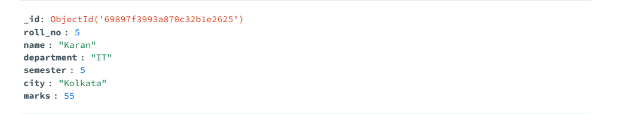 _id: ObjectId('69897f3993a870c32b1e2625')
roll_no : 5
name : "Karan"
department : "IT"
semester : 5
city : "Kolkata"
marks : 55